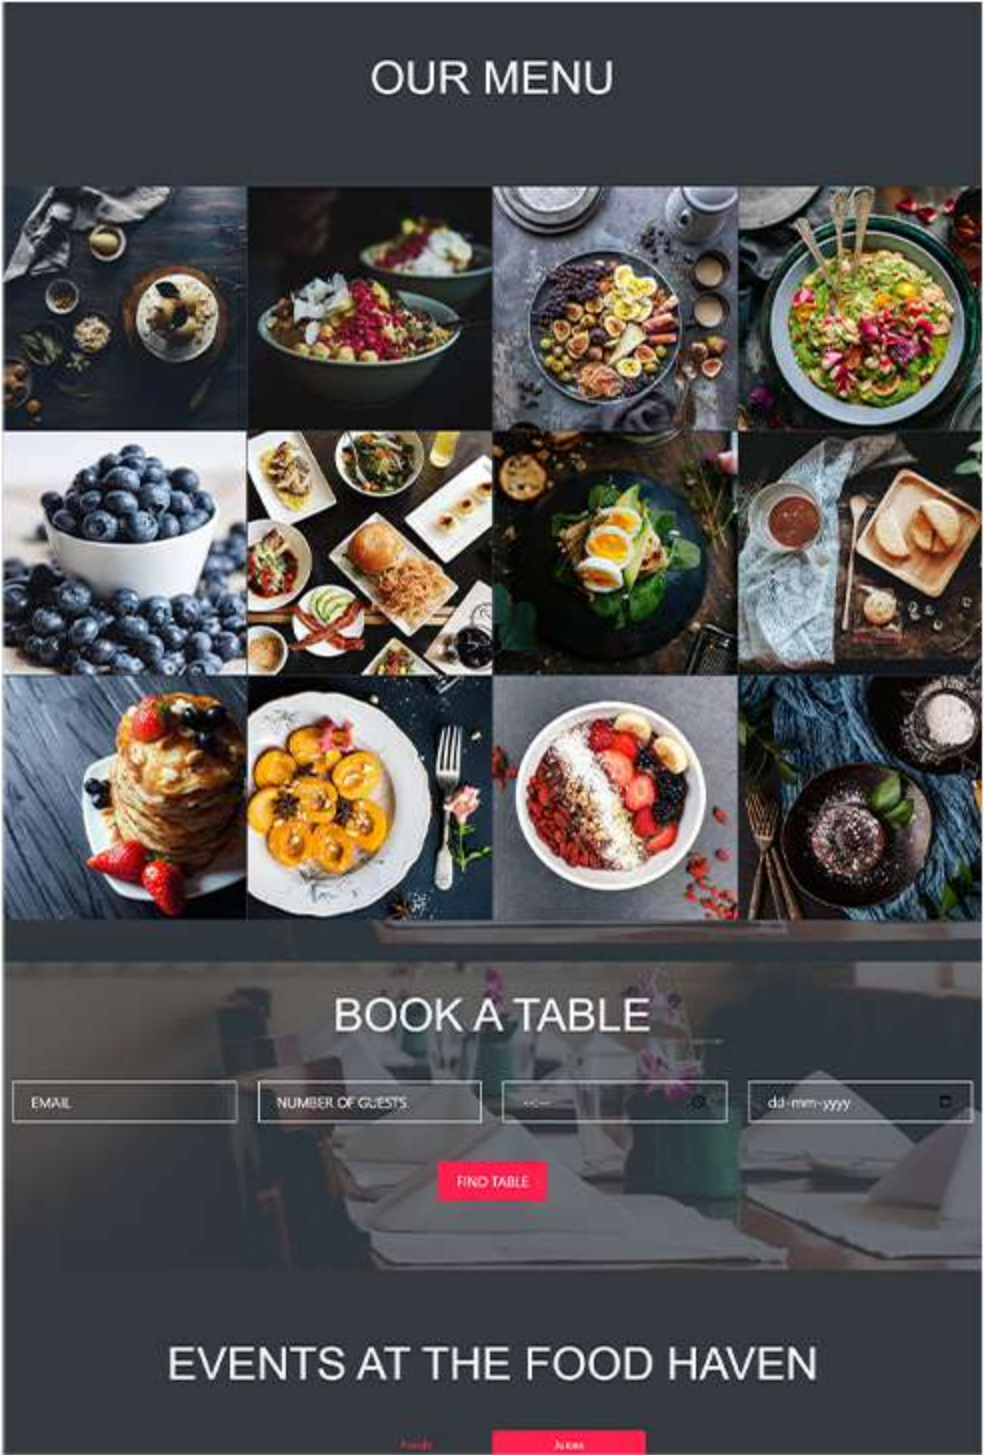 OUR MENU
BOOK A TABLE
EMAIL
NUMBER OF GUESTS
--:--
dd-mm-yyyy
FIND TABLE
EVENTS AT THE FOOD HAVEN
Foods
Juices